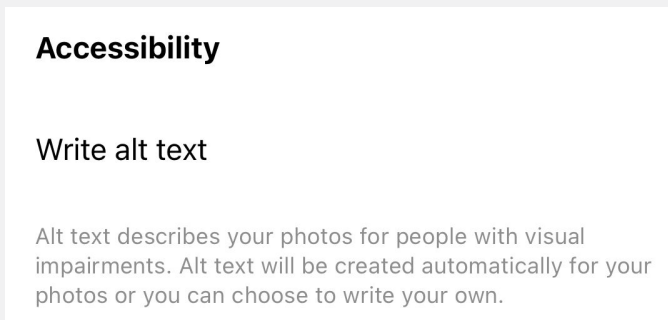 Accessibility
Write alt text
Alt text describes your photos for people with visual
impairments. Alt text will be created automatically for your
photos or you can choose to write your own.